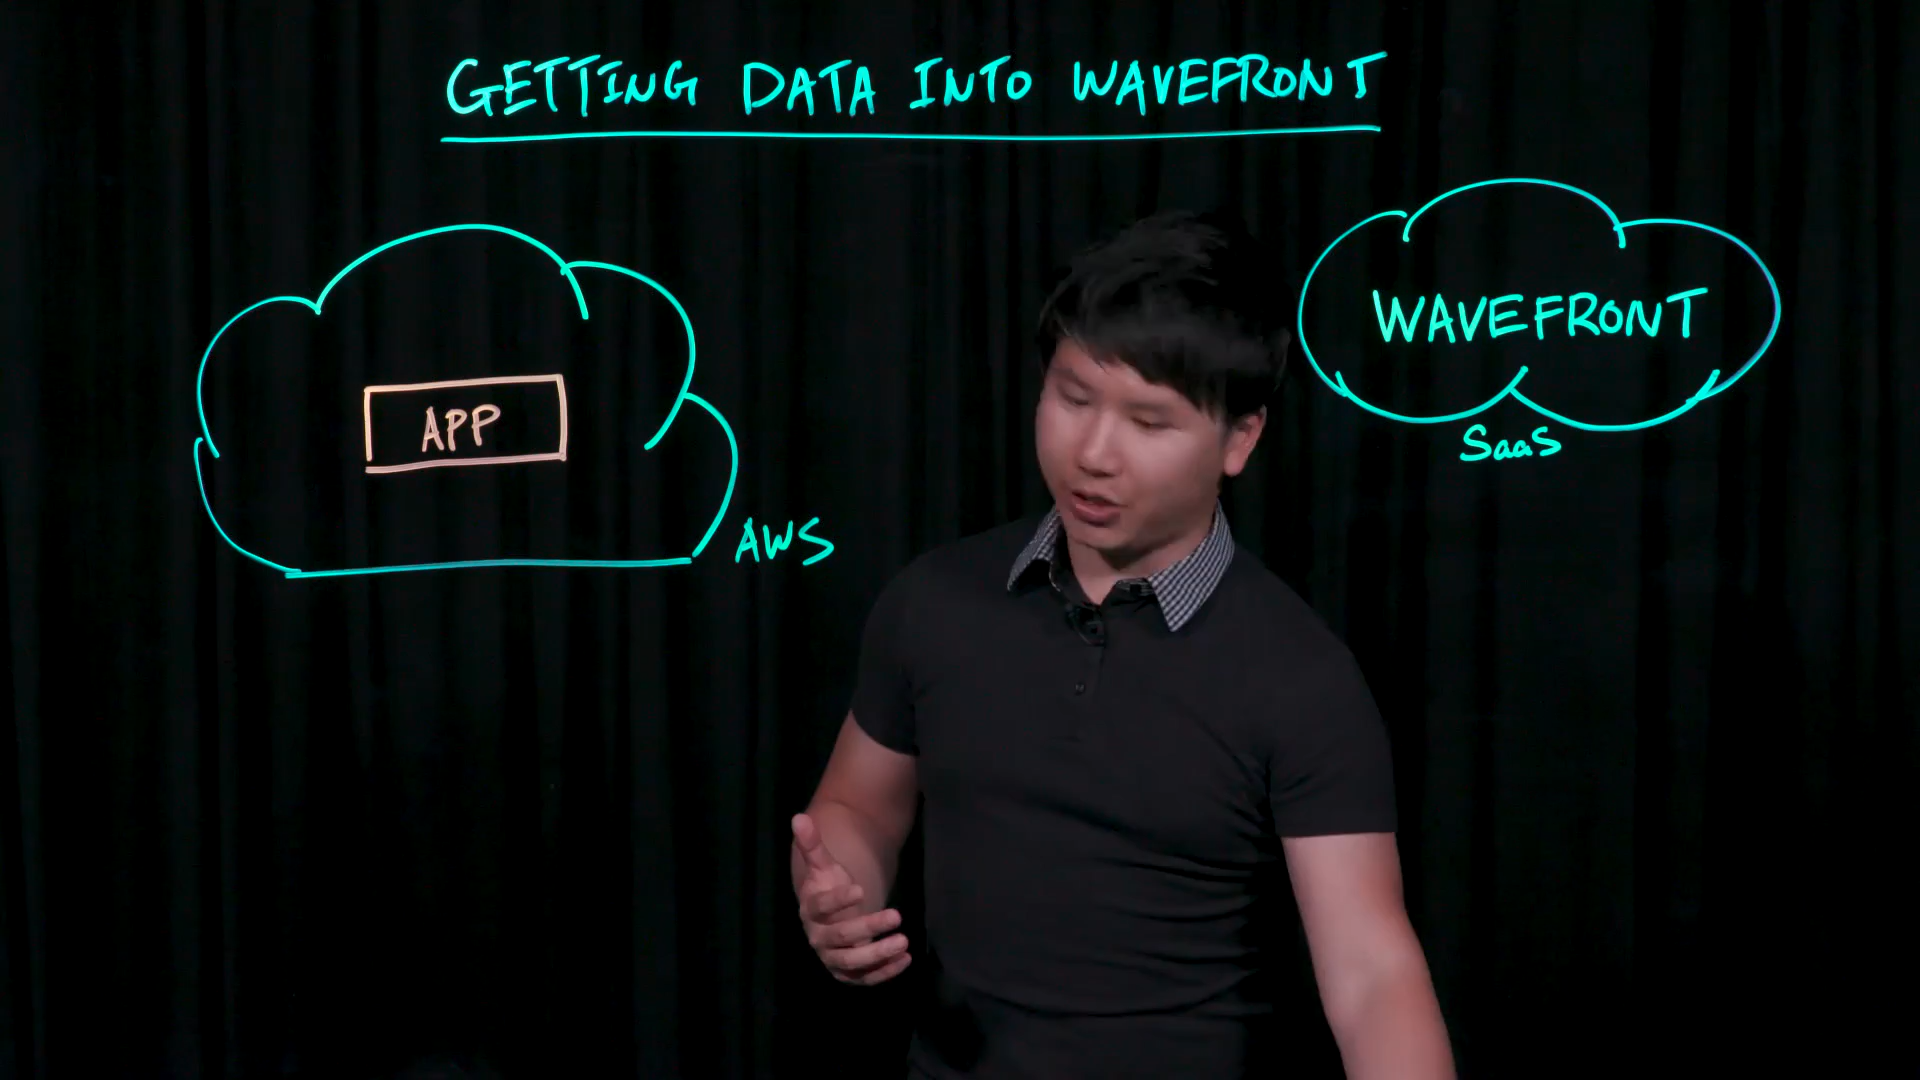 GETTING DATA INTO WAVEFRONT
WAVEFRONT
SaaS
APP
AWS